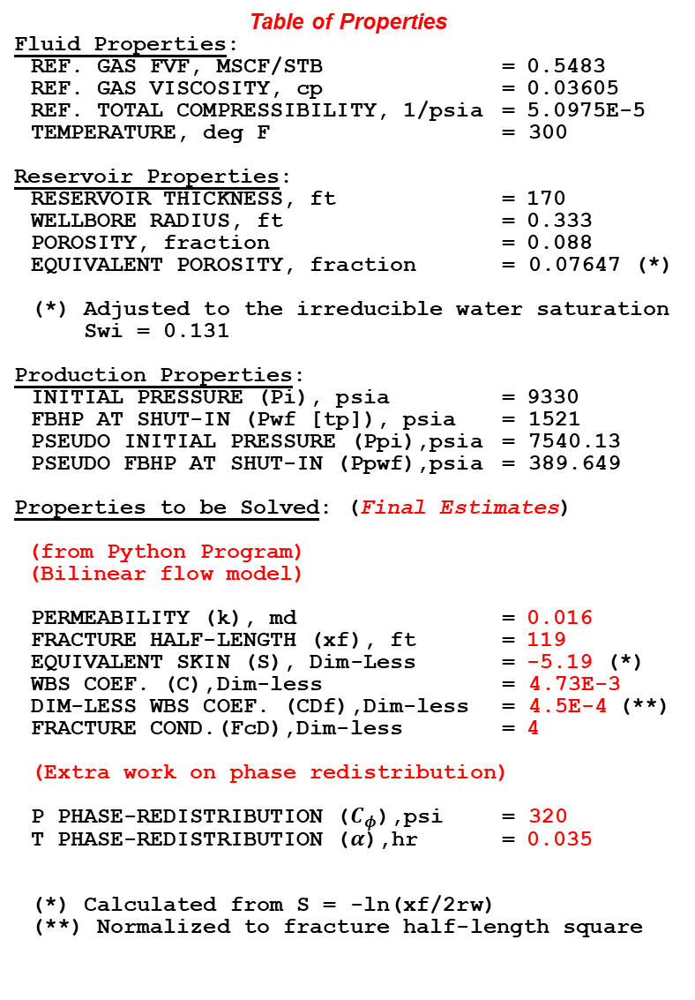 Table of Properties
Fluid Properties:
REF. GAS FVF, MSCF/STB = 0.5483
REF. GAS VISCOSITY, cp = 0.03605
REF. TOTAL COMPRESSIBILITY, 1/psia = 5.0975E-5
TEMPERATURE, deg F = 300
Reservoir Properties:
RESERVOIR THICKNESS, ft = 170
WELLBORE RADIUS, ft = 0.333
POROSITY, fraction = 0.088
EQUIVALENT POROSITY, fraction = 0.07647 (*)
(*) Adjusted to the irreducible water saturation
Swi = 0.131
Production Properties:
INITIAL PRESSURE (Pi), psia = 9330
FBHP AT SHUT-IN (Pwf [tp]), psia = 1521
PSEUDO INITIAL PRESSURE (Ppi),psia = 7540.13
PSEUDO FBHP AT SHUT-IN (Ppwf),psia = 389.649
Properties to be Solved: (Final Estimates)
(from Python Program)
(Bilinear flow model)
PERMEABILITY (k), md = 0.016
FRACTURE HALF-LENGTH (xf), ft = 119
EQUIVALENT SKIN (S), Dim-Less = -5.19 (*)
WBS COEF. (C),Dim-less = 4.73E-3
DIM-LESS WBS COEF. (CDf),Dim-less = 4.5E-4 (**)
FRACTURE COND.(FcD),Dim-less = 4
(Extra work on phase redistribution)
P PHASE-REDISTRIBUTION (Cϕ),psi = 320
T PHASE-REDISTRIBUTION (α),hr = 0.035
(*) Calculated from S = -ln(xf/2rw)
(**) Normalized to fracture half-length square